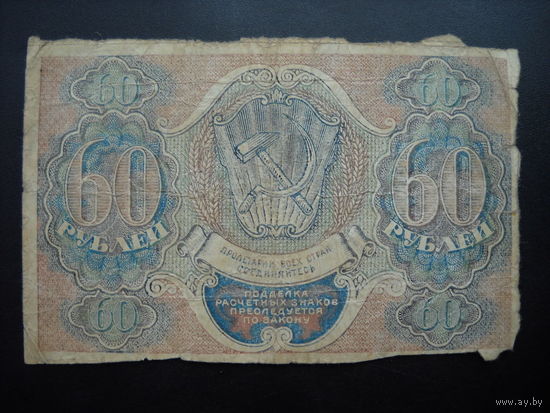 60
60
60
РУБЛЕЙ
60
РУБЛЕЙ
ПРОЛЕТАРИИ ВСЕХ СТРАН
СОЕДИНЯЙТЕСЬ
ПОДДЕЛКА
РАСЧЕТНЫХ ЗНАКОВ
ПРЕСЛЕДУЕТСЯ
ПО ЗАКОНУ
60
60
www.ay.by